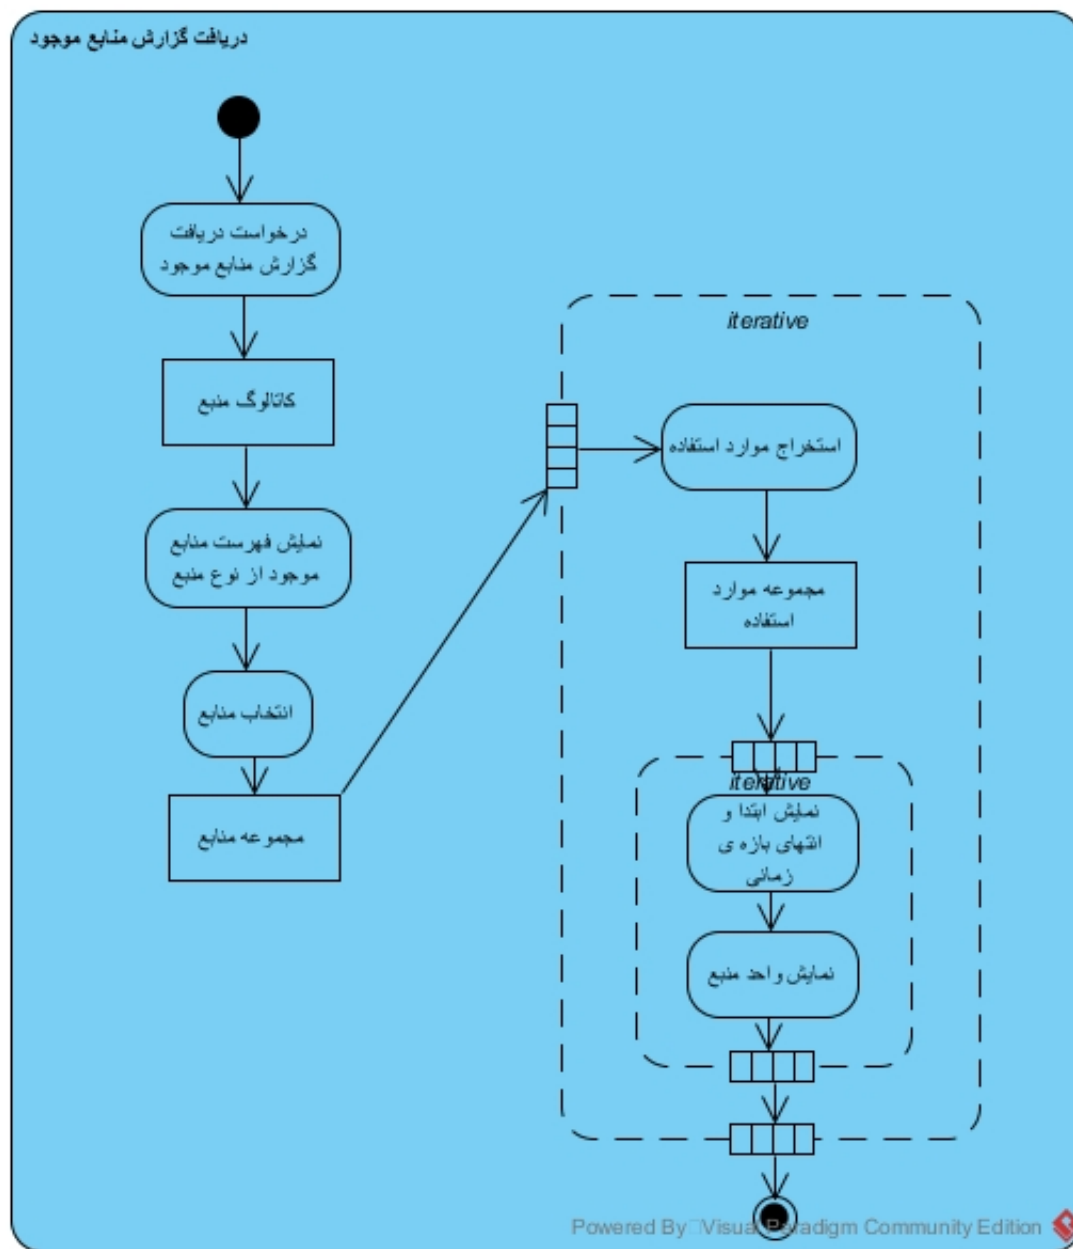 دریافت گزارش منابع موجود
درخواست دریافت
گزارش منابع موجود
کاتالوگ منبع
نمایش فهرست منابع
موجود از نوع منبع
انتخاب منابع
مجموعه منابع
iterative
استخراج موارد استفاده
مجموعه موارد
استفاده
iterative
نمایش ابتدا و
انتهای بازه ی
زمانی
نمایش واحد منبع
Powered By Visual Paradigm Community Edition